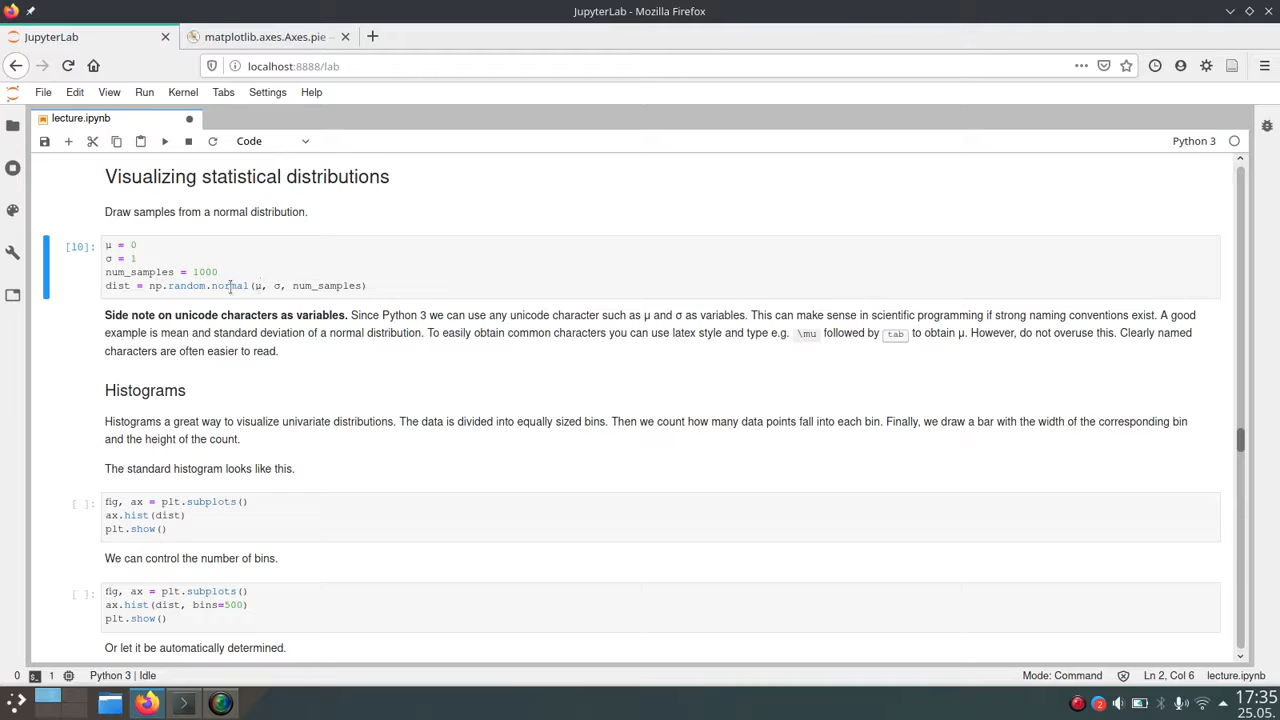 JupyterLab — Mozilla Firefox
JupyterLab
matplotlib.axes.Axes.pie –
localhost:8888/lab
File Edit View Run Kernel Tabs Settings Help
lecture.ipynb
Code
Python 3
Visualizing statistical distributions
Draw samples from a normal distribution.
[10]:
μ = 0
σ = 1
num_samples = 1000
dist = np.random.normal(μ, σ, num_samples)
Side note on unicode characters as variables. Since Python 3 we can use any unicode character such as μ and σ as variables. This can make sense in scientific programming if strong naming conventions exist. A good
example is mean and standard deviation of a normal distribution. To easily obtain common characters you can use latex style and type e.g. \mu followed by tab to obtain μ. However, do not overuse this. Clearly named
characters are often easier to read.
Histograms
Histograms a great way to visualize univariate distributions. The data is divided into equally sized bins. Then we count how many data points fall into each bin. Finally, we draw a bar with the width of the corresponding bin
and the height of the count.
The standard histogram looks like this.
[ ]:
fig, ax = plt.subplots()
ax.hist(dist)
plt.show()
We can control the number of bins.
[ ]:
fig, ax = plt.subplots()
ax.hist(dist, bins=500)
plt.show()
Or let it be automatically determined.
0 1 Python 3 | Idle
Mode: Command Ln 2, Col 6 lecture.ipynb
2
17:35
25.05.